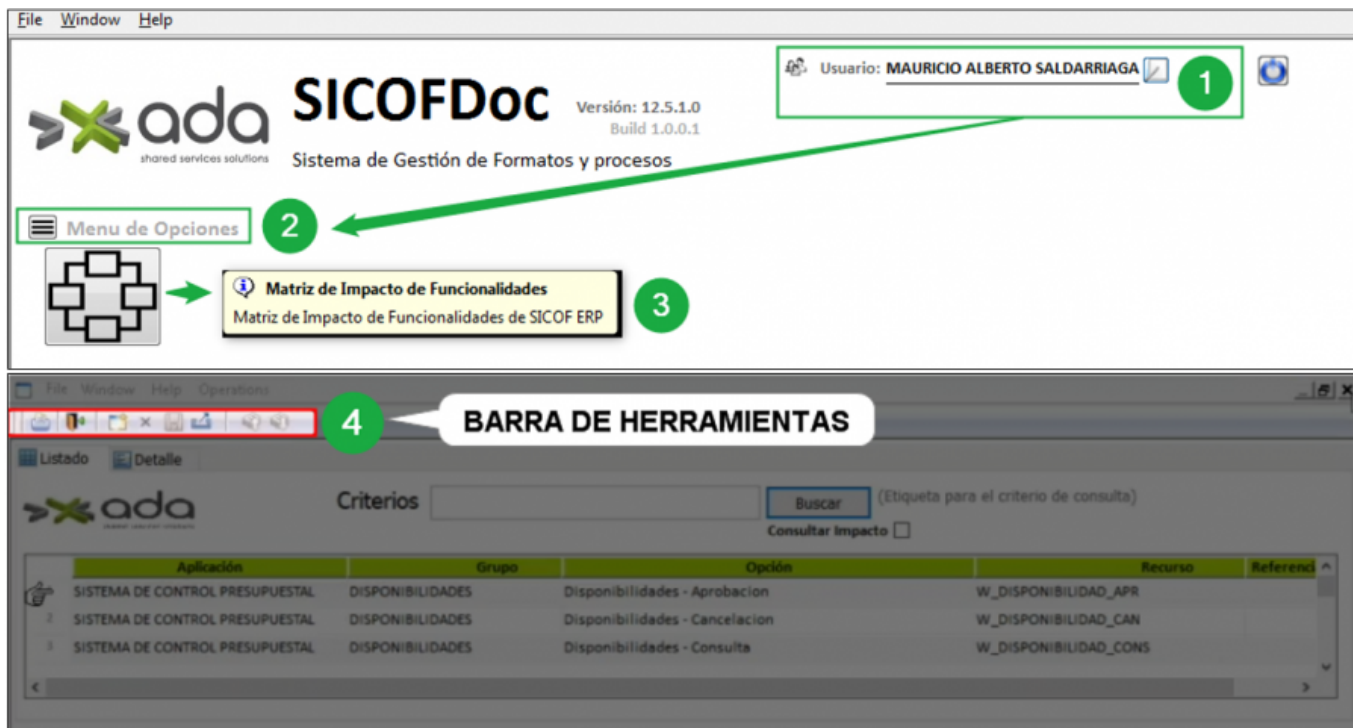 File Window Help
Usuario: MAURICIO ALBERTO SALDARRIAGA
1
ada
shared services solutions
SICOFDoc
Versión: 12.5.1.0
Build 1.0.0.1
Sistema de Gestión de Formatos y procesos
Menu de Opciones
2
Matriz de Impacto de Funcionalidades
Matriz de Impacto de Funcionalidades de SICOF ERP
3
File Window Help Operations
4
BARRA DE HERRAMIENTAS
Listado Detalle
ada
Criterios Buscar (Etiqueta para el criterio de consulta)
Consultar Impacto
Aplicación Grupo Opción Recurso Referenci
SISTEMA DE CONTROL PRESUPUESTAL DISPONIBILIDADES Disponibilidades - Aprobacion W_DISPONIBILIDAD_APR
2 SISTEMA DE CONTROL PRESUPUESTAL DISPONIBILIDADES Disponibilidades - Cancelacion W_DISPONIBILIDAD_CAN
3 SISTEMA DE CONTROL PRESUPUESTAL DISPONIBILIDADES Disponibilidades - Consulta W_DISPONIBILIDAD_CONS